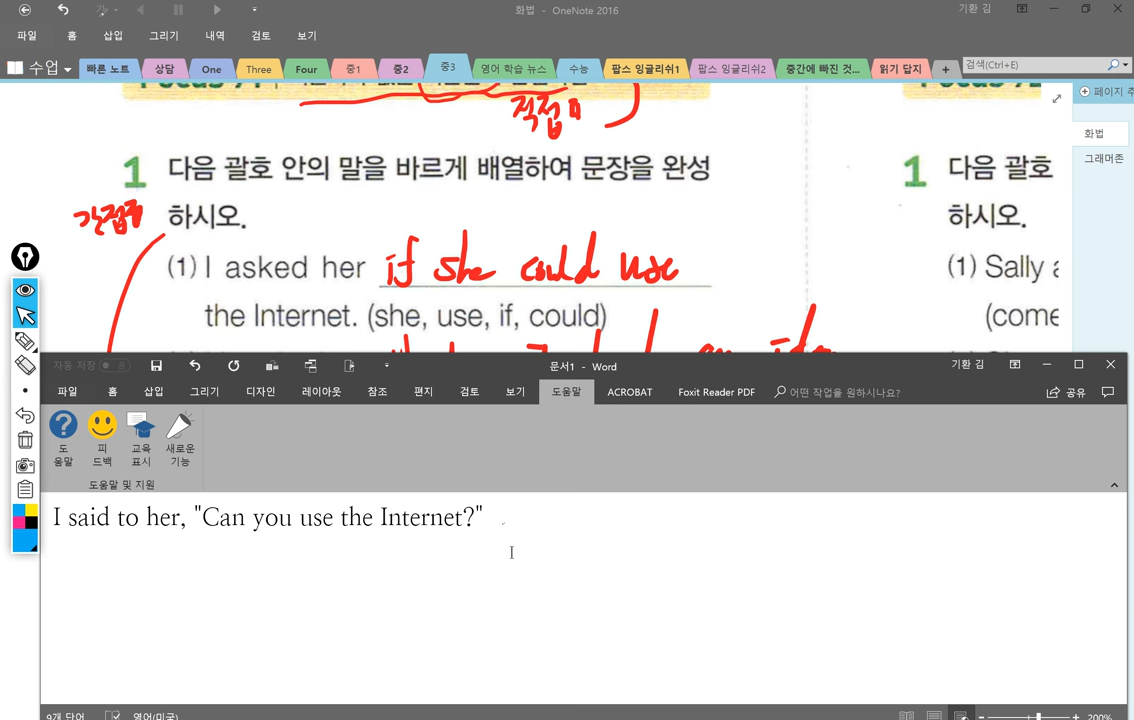 화법 - OneNote 2016
기환 김
파일 홈 삽입 그리기 내역 검토 보기
수업 빠른 노트 상담 One Three Four 중1 중2 중3 영어 학습 뉴스 수능 팝스 잉글리쉬1 팝스 잉글리쉬2 중간에 빠진 것... 읽기 답지 + 검색(Ctrl+E)
페이지 추
화법
그래머존
직접
1 다음 괄호 안의 말을 바르게 배열하여 문장을 완성
하시오.
(1) I asked her if she could use
the Internet. (she, use, if, could)
1 다음 괄호
하시오.
(1) Sally a
(come
자동 저장
문서1 - Word
기환 김
파일 홈 삽입 그리기 디자인 레이아웃 참조 편지 검토 보기 도움말 ACROBAT Foxit Reader PDF 어떤 작업을 원하시나요? 공유
도움말
피드백
교육 표시
새로운 기능
도움말 및 지원
I said to her, "Can you use the Internet?"
9개 단어 영어(미국) 200%